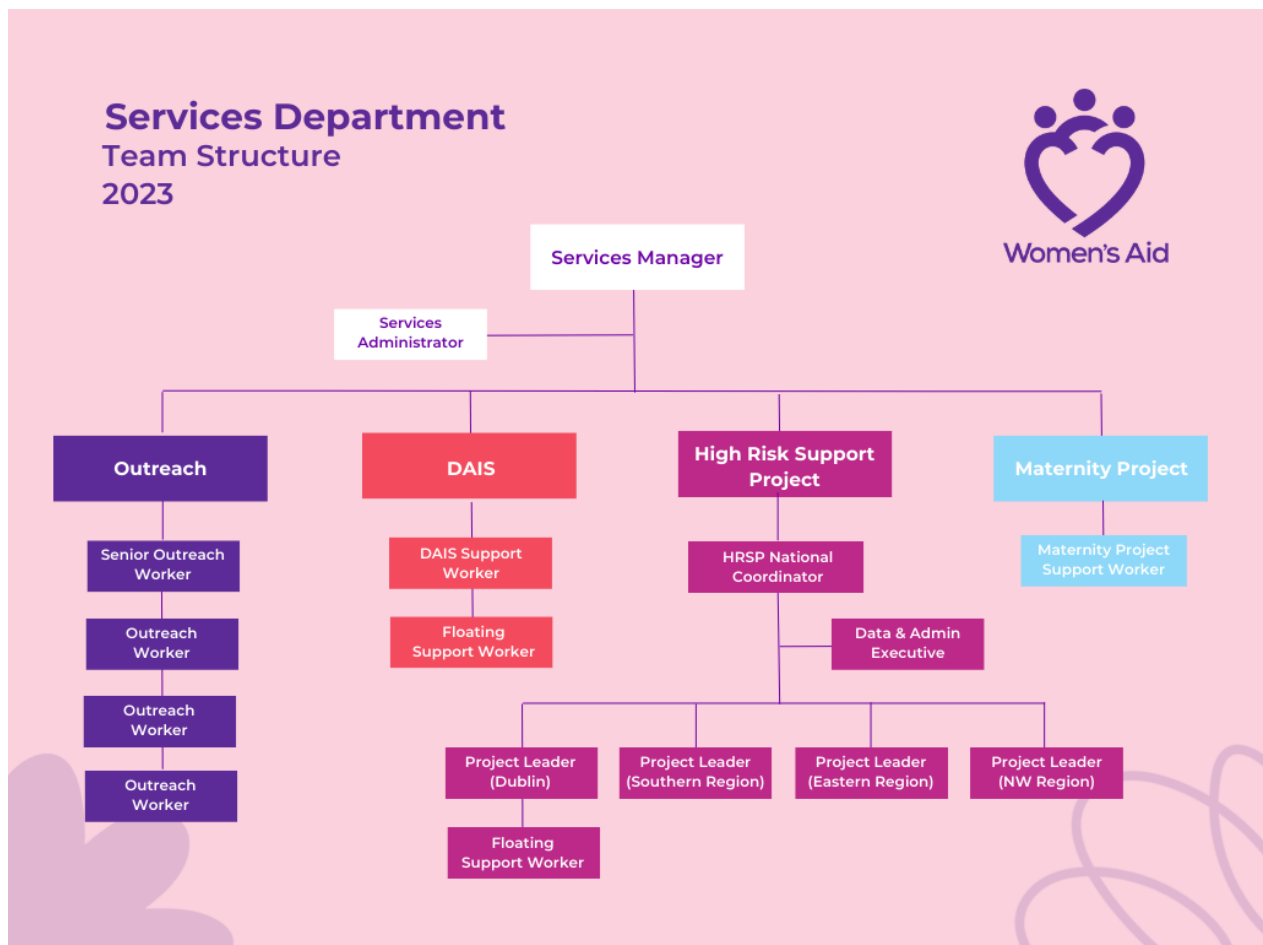 Services Department
Team Structure
2023
Women's Aid
Services Manager
Services
Administrator
Outreach
DAIS
High Risk Support
Project
Maternity Project
Senior Outreach
Worker
DAIS Support
Worker
HRSP National
Coordinator
Maternity Project
Support Worker
Outreach
Worker
Floating
Support Worker
Data & Admin
Executive
Outreach
Worker
Outreach
Worker
Project Leader
(Dublin)
Project Leader
(Southern Region)
Project Leader
(Eastern Region)
Project Leader
(NW Region)
Floating
Support Worker